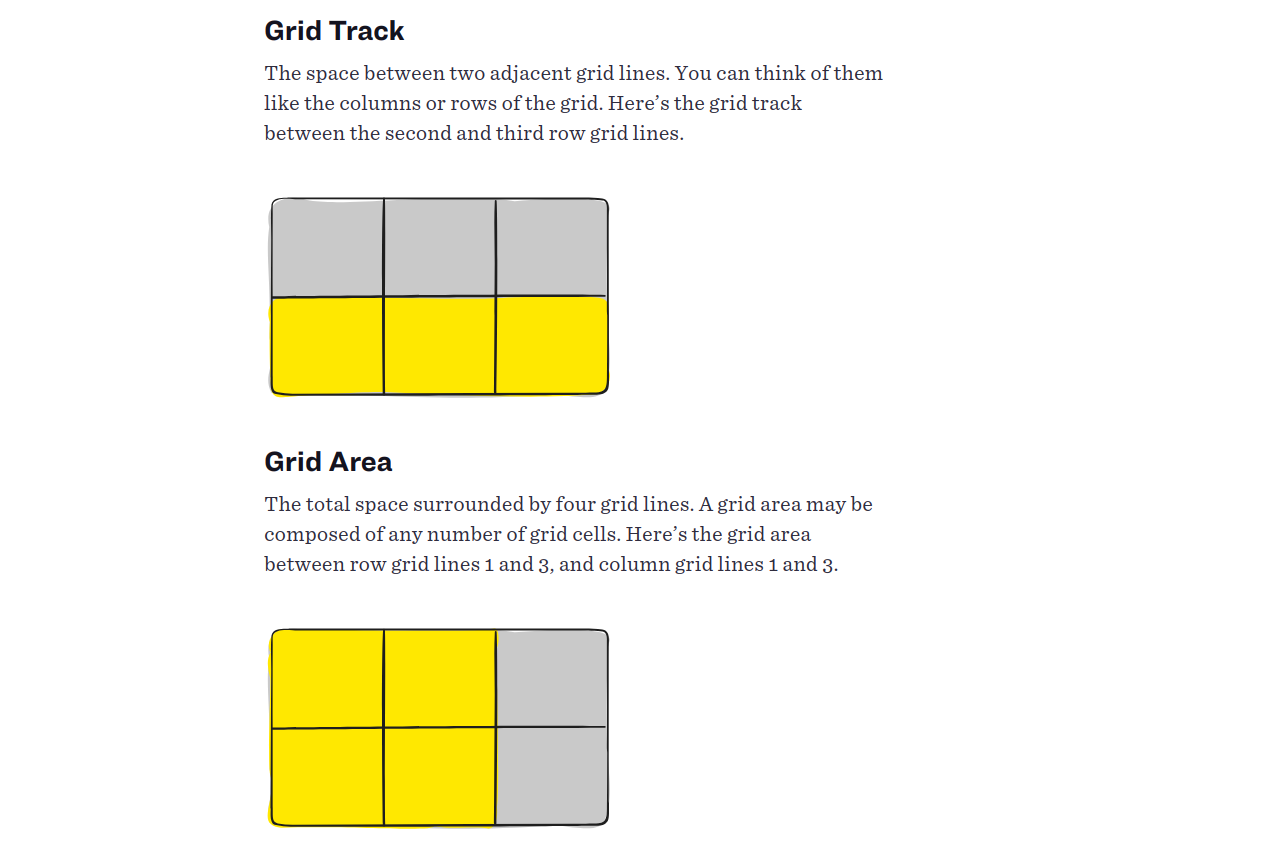 Grid Track
The space between two adjacent grid lines. You can think of them
like the columns or rows of the grid. Here’s the grid track
between the second and third row grid lines.
Grid Area
The total space surrounded by four grid lines. A grid area may be
composed of any number of grid cells. Here’s the grid area
between row grid lines 1 and 3, and column grid lines 1 and 3.